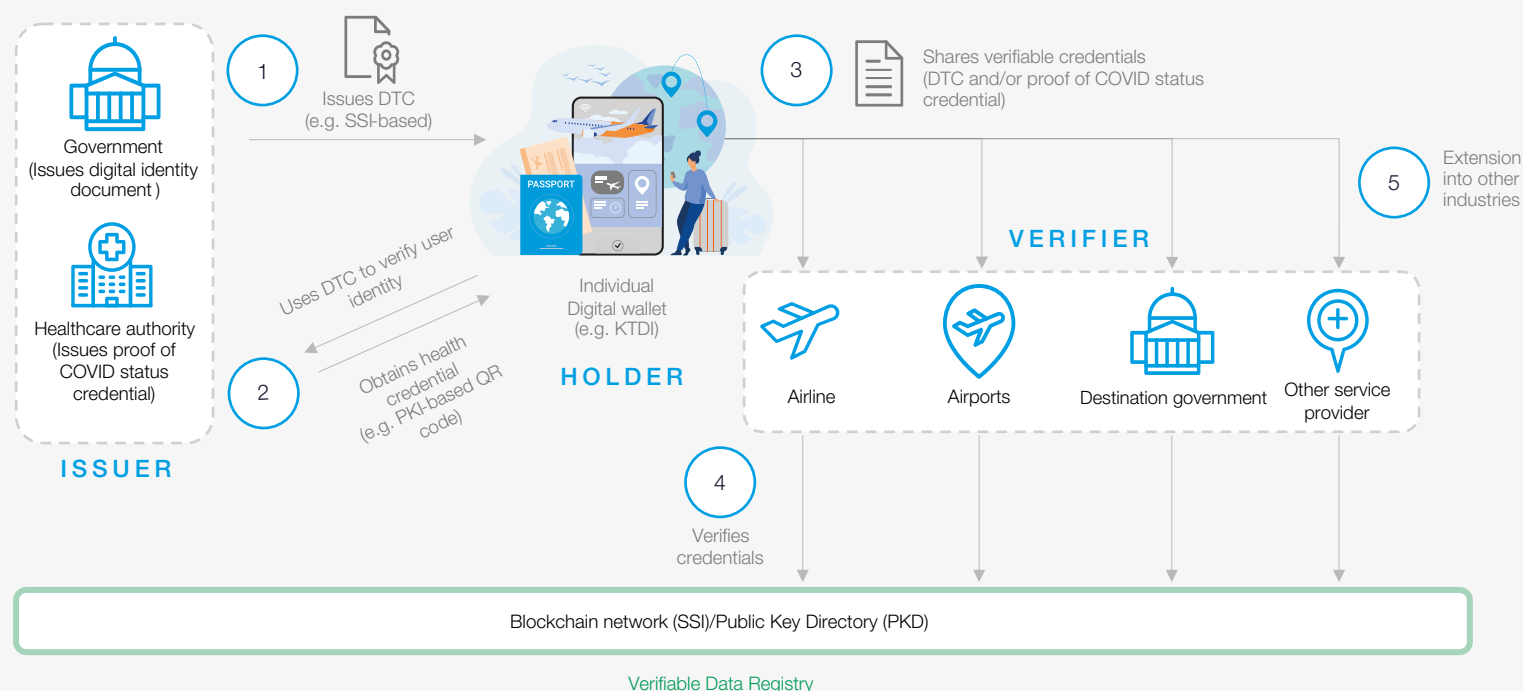 Government
(Issues digital identity
document )
Healthcare authority
(Issues proof of
COVID status
credential)
ISSUER
1
Issues DTC
(e.g. SSI-based)
Uses DTC to verify user
identity
2
Obtains health
credential
(e.g. PKI-based QR
code)
PASSPORT
Individual
Digital wallet
(e.g. KTDI)
HOLDER
3
Shares verifiable credentials
(DTC and/or proof of COVID status
credential)
5
Extension
into other
industries
VERIFIER
Airline
Airports
Destination government
Other service
provider
4
Verifies
credentials
Blockchain network (SSI)/Public Key Directory (PKD)
Verifiable Data Registry